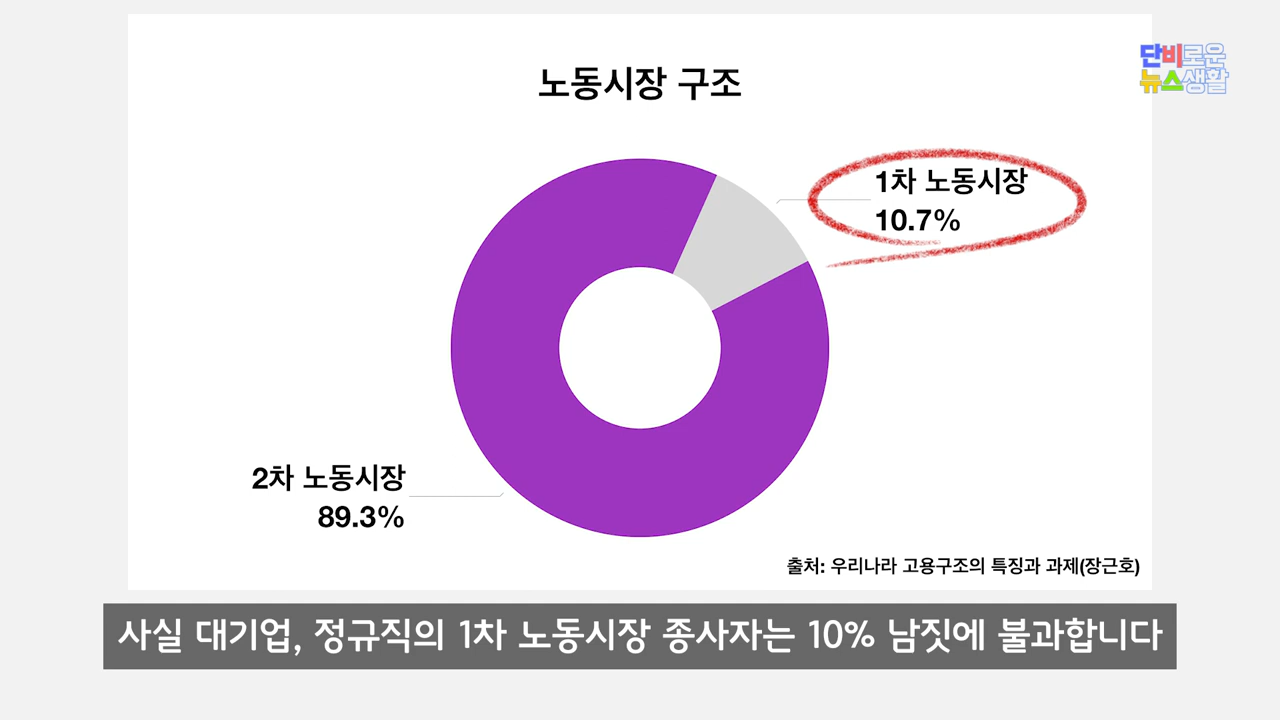 단비로운
뉴스생활
노동시장 구조
1차 노동시장
10.7%
2차 노동시장
89.3%
출처: 우리나라 고용구조의 특징과 과제(장근호)
사실 대기업, 정규직의 1차 노동시장 종사자는 10% 남짓에 불과합니다